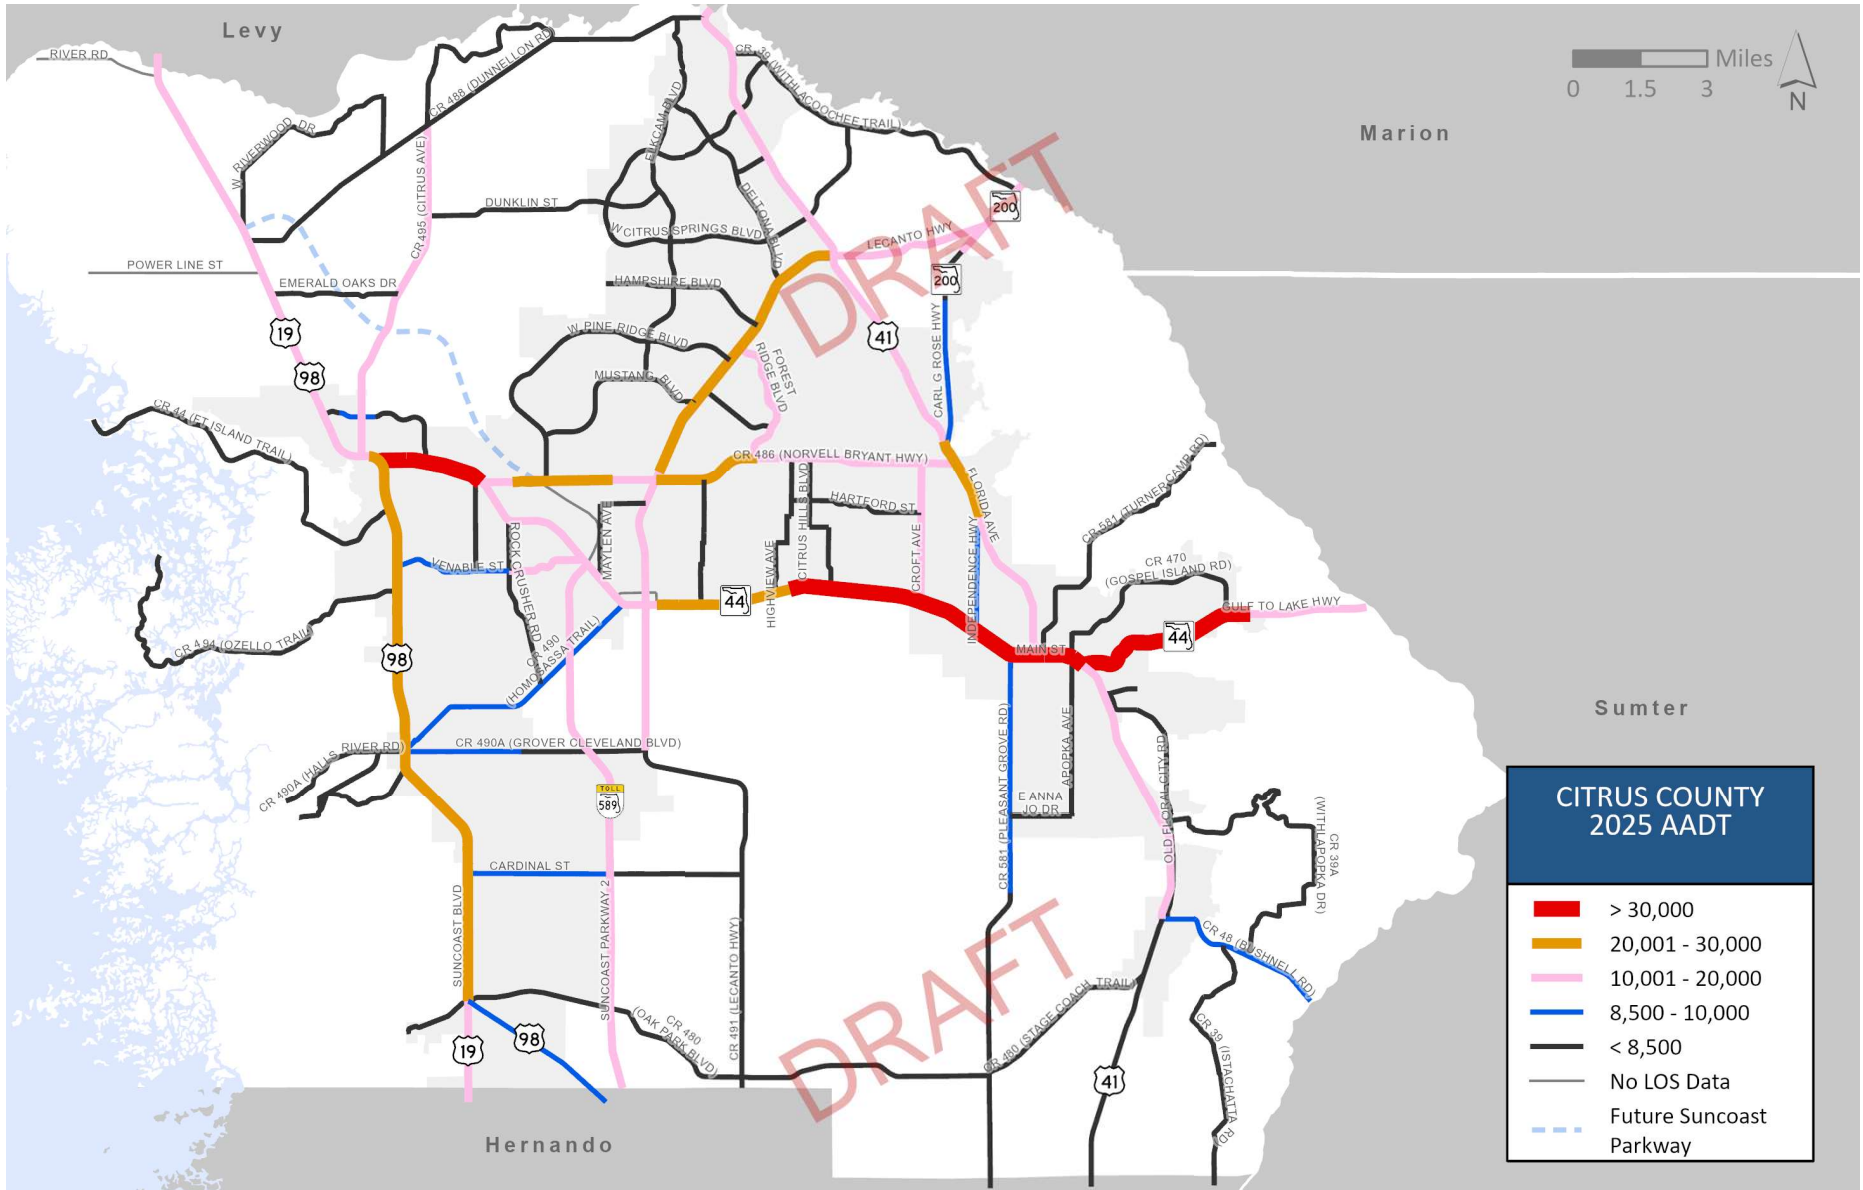 Levy
RIVER RD
CR 488 (DUNNELLON RD)
CR 39 (WITHLACOOCHEE TRAIL)
Miles
0 1.5 3
N
Marion
W RIVERWOOD DR
CR 495 (CITRUS AVE)
ELKCAM BLVD
DELTONA BLVD
DUNKLIN ST
W CITRUS SPRINGS BLVD
LECANTO HWY
200
200
DRAFT
POWER LINE ST
EMERALD OAKS DR
HAMPSHIRE BLVD
19
98
41
W PINE RIDGE BLVD
FOREST
RIDGE BLVD
MUSTANG BLVD
CARL G ROSE HWY
CR 44 (FT ISLAND TRAIL)
CR 486 (NORVELL BRYANT HWY)
CR 581 (TURNER CAMP RD)
FLORIDA AVE
HARTFORD ST
CITRUS HILLS BLVD
CROFT AVE
INDEPENDENCE HWY
MAYLEN AVE
ROCK CRUSHER RD
VENABLE ST
HIGHVIEW AVE
CR 470
(GOSPEL ISLAND RD)
GULF TO LAKE HWY
44
44
CR 494 (OZELLO TRAIL)
CR 490
(HOMOSASSA TRAIL)
98
MAIN ST
Sumter
CR 490A (GROVER CLEVELAND BLVD)
CR 490A (HALLS RIVER RD)
TOLL
589
CR 581 (PLEASANT GROVE RD)
APOPKA AVE
OLD FLORAL CITY RD
E ANNA
JO DR
CR 39A
(WITHLAPOPKA DR)
CARDINAL ST
SUNCOAST BLVD
SUNCOAST PARKWAY 2
CR 491 (LECANTO HWY)
CR 48 (BUSHNELL RD)
DRAFT
CR 480
(OAK PARK BLVD)
CR 480 (STAGE COACH TRAIL)
CR 39 (ISTACHATTA RD)
19
98
41
Hernando
CITRUS COUNTY
2025 AADT
> 30,000
20,001 - 30,000
10,001 - 20,000
8,500 - 10,000
< 8,500
No LOS Data
Future Suncoast
Parkway